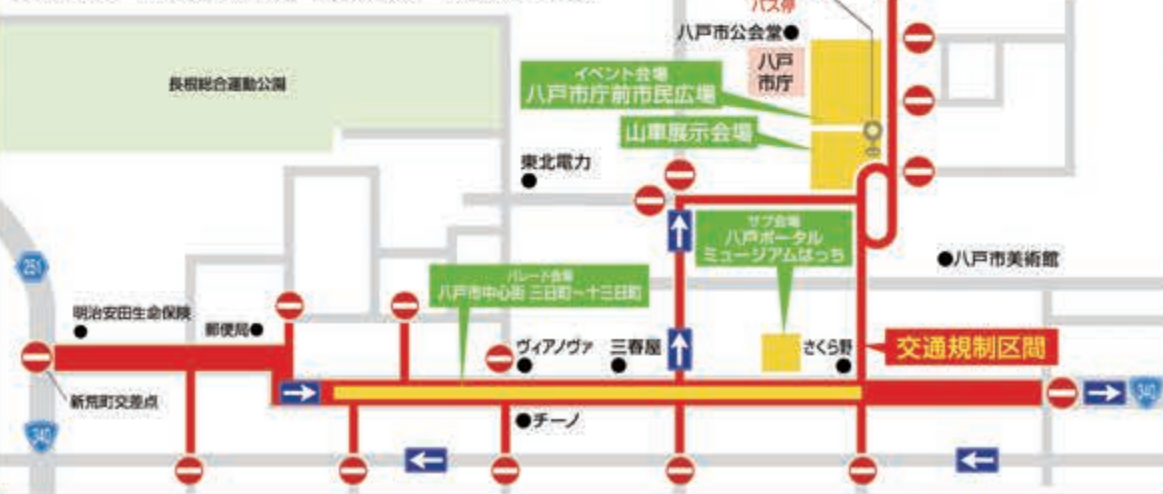 バス停
八戸市公会堂
八戸
市庁
長根総合運動公園
イベント会場
八戸市庁前市民広場
山車展示会場
東北電力
サブ会場
八戸ポータル
ミュージアムはっち
251
八戸市美術館
パレード会場
八戸市中心街 三日町～十三日町
明治安田生命保険
郵便局
ヴィアノヴァ
三春屋
さくら野
交通規制区間
新荒町交差点
340
340
チーノ